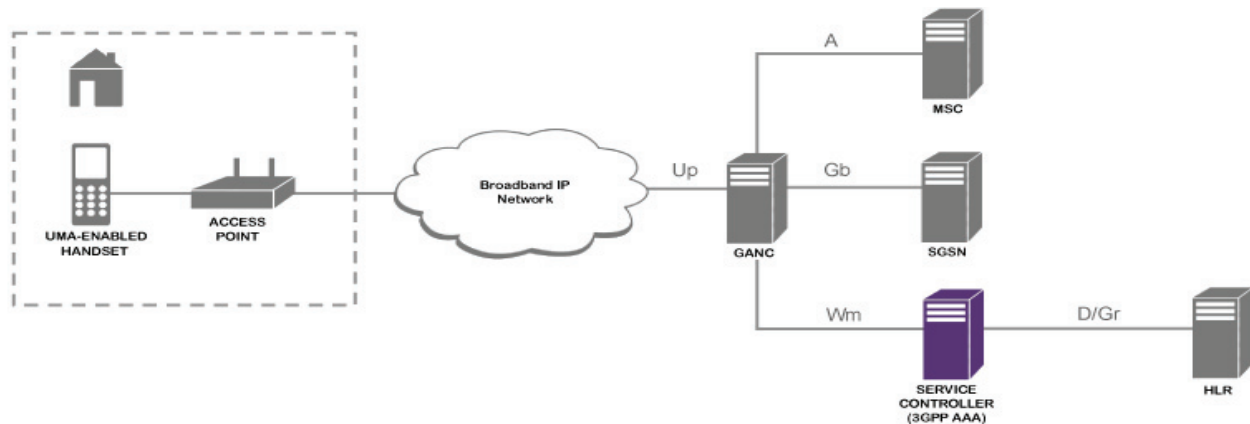 A
MSC
UMA-ENABLED
HANDSET
ACCESS
POINT
Broadband IP
Network
Up
GANC
Gb
SGSN
Wm
SERVICE
CONTROLLER
(3GPP AAA)
D/Gr
HLR